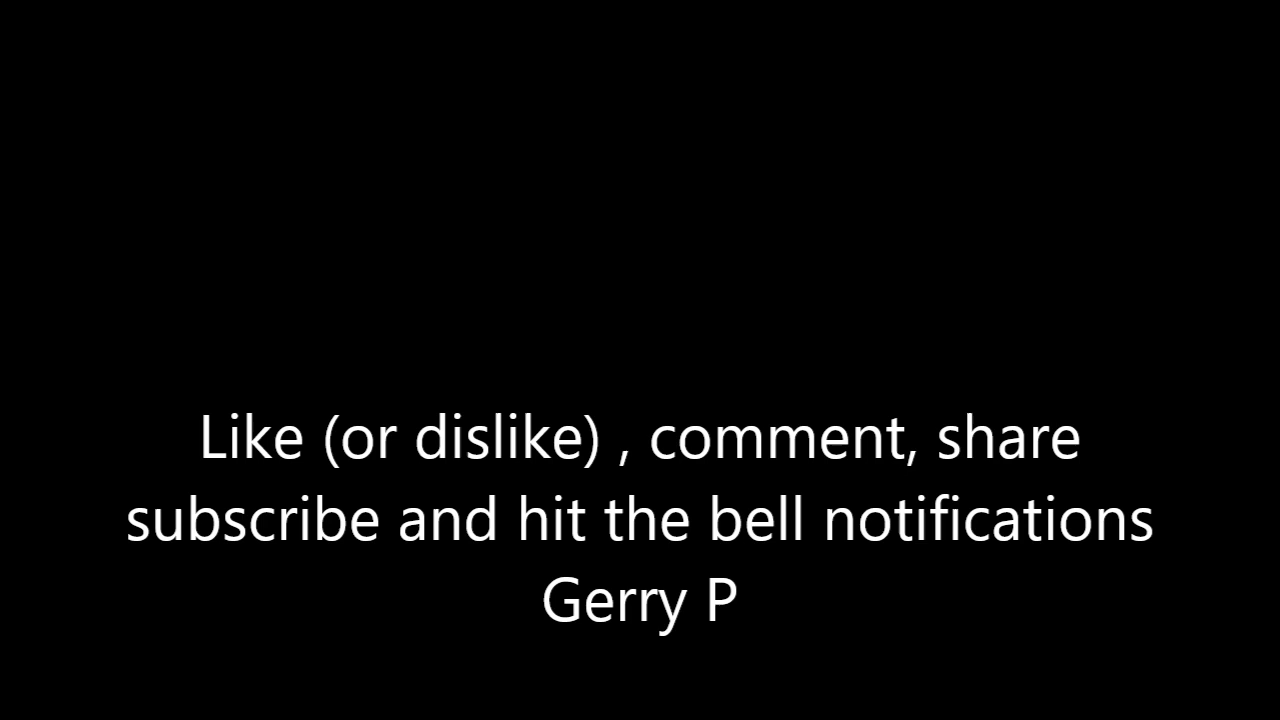 Like (or dislike) , comment, share
subscribe and hit the bell notifications
Gerry P